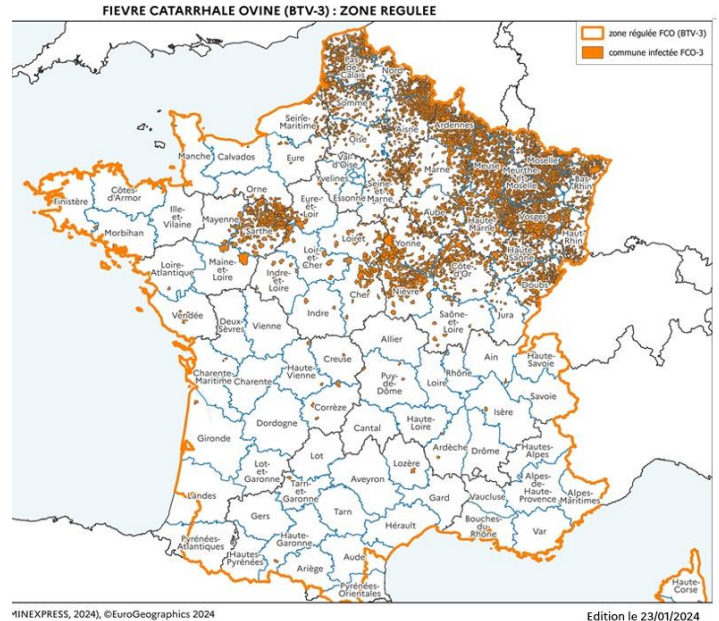 FIEVRE CATARRHALE OVINE (BTV-3) : ZONE REGULEE
zone régulée FCO (BTV-3)
commune infectée FCO-3
Pas-
de-
Calais
Nord
Somme
Seine-
Maritime
Oise
Aisne
Ardennes
Manche
Calvados
Eure
Val-
d'Oise
Marne
Meuse
Moselle
Meurthe-
et-
Moselle
Bas-
Rhin
Finistère
Côtes-
d'Armor
Ille-
et-
Vilaine
Mayenne
Orne
Eure-
et-
Loir
Yvelines
Essonne
Seine-
et-
Marne
Aube
Haute-
Marne
Vosges
Haut-
Rhin
Morbihan
Sarthe
Loiret
Yonne
Haute-
Saône
Loire-
Atlantique
Maine-
et-
Loire
Indre-
et-
Loire
Loir-
et-
Cher
Cher
Nièvre
Côte-
d'Or
Doubs
Vendée
Deux-
Sèvres
Vienne
Indre
Allier
Saône-
et-
Loire
Jura
Charente-
Maritime
Charente
Haute-
Vienne
Creuse
Puy-
de-
Dôme
Loire
Rhône
Ain
Haute-
Savoie
Savoie
Corrèze
Isère
Gironde
Dordogne
Cantal
Haute-
Loire
Ardèche
Drôme
Hautes-
Alpes
Lot-
et-
Garonne
Lot
Aveyron
Lozère
Landes
Tarn-
et-
Garonne
Gard
Vaucluse
Alpes-
de-
Haute-
Provence
Alpes-
Maritimes
Gers
Tarn
Hérault
Bouches-
du-
Rhône
Var
Pyrénées-
Atlantiques
Hautes-
Pyrénées
Haute-
Garonne
Ariège
Aude
Pyrénées-
Orientales
Haute-
Corse
MINEXPRESS, 2024), ©EuroGeographics 2024
Edition le 23/01/2024